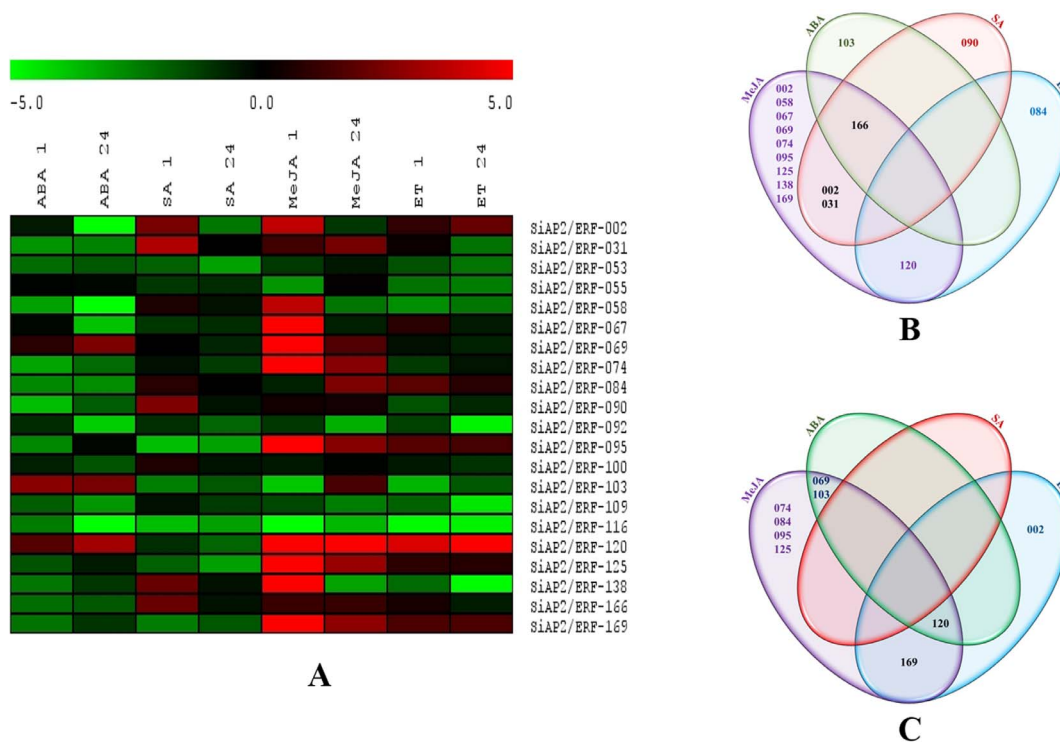 -5.0 0.0 5.0
ABA 1
ABA 24
SA 1
SA 24
MeJA 1
MeJA 24
ET 1
ET 24
SiAP2/ERF-002
SiAP2/ERF-031
SiAP2/ERF-053
SiAP2/ERF-055
SiAP2/ERF-058
SiAP2/ERF-067
SiAP2/ERF-069
SiAP2/ERF-074
SiAP2/ERF-084
SiAP2/ERF-090
SiAP2/ERF-092
SiAP2/ERF-095
SiAP2/ERF-100
SiAP2/ERF-103
SiAP2/ERF-109
SiAP2/ERF-116
SiAP2/ERF-120
SiAP2/ERF-125
SiAP2/ERF-138
SiAP2/ERF-166
SiAP2/ERF-169
A
ABA
SA
MeJA
103
090
084
002
058
067
069
074
095
125
138
169
166
002
031
120
B
ABA
SA
MeJA
069
103
074
084
095
125
002
120
169
C